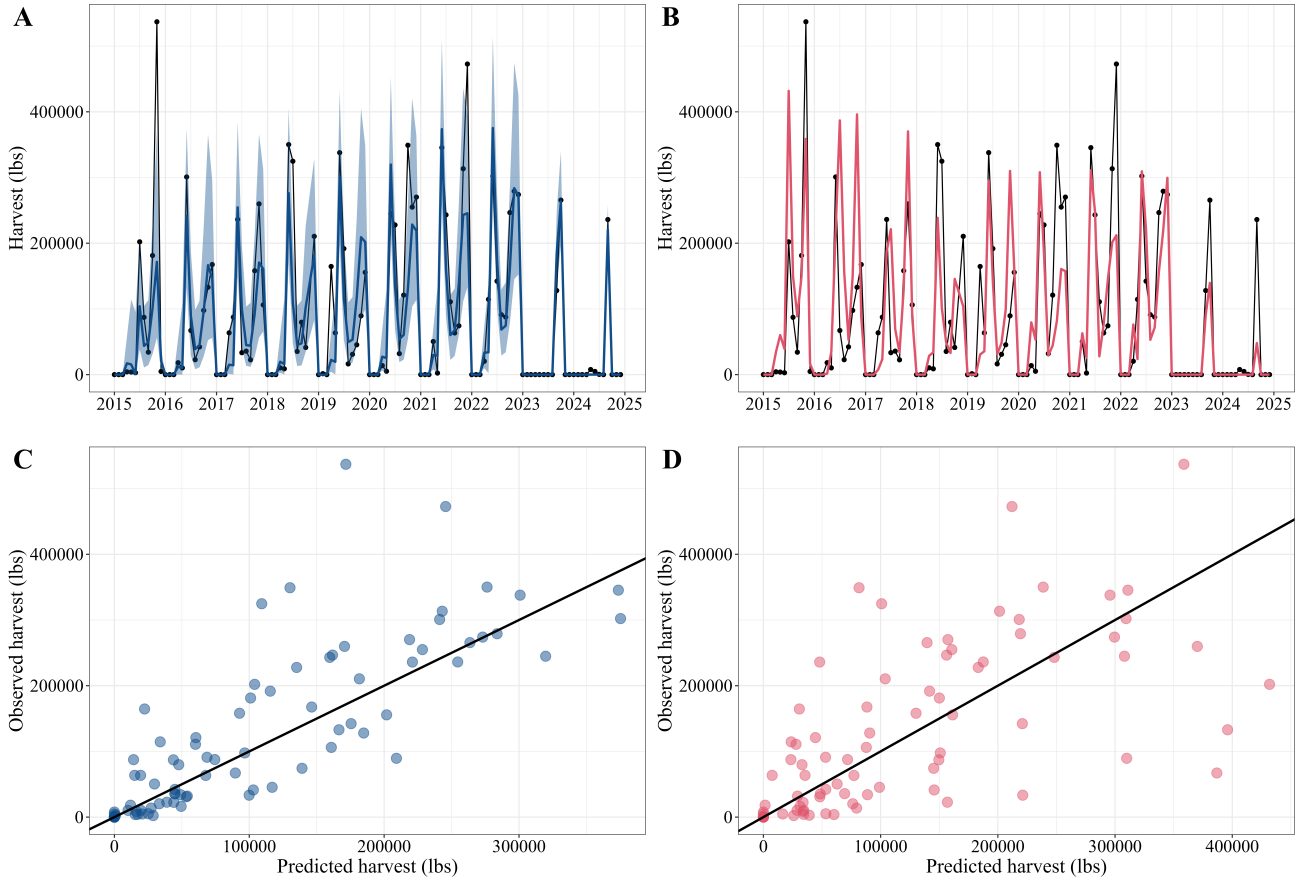 A
B
Harvest (lbs)
400000
200000
0
2015 2016 2017 2018 2019 2020 2021 2022 2023 2024 2025
Harvest (lbs)
400000
200000
0
2015 2016 2017 2018 2019 2020 2021 2022 2023 2024 2025
C
D
Observed harvest (lbs)
400000
200000
0
0 100000 200000 300000
Predicted harvest (lbs)
Observed harvest (lbs)
400000
200000
0
0 100000 200000 300000 400000
Predicted harvest (lbs)